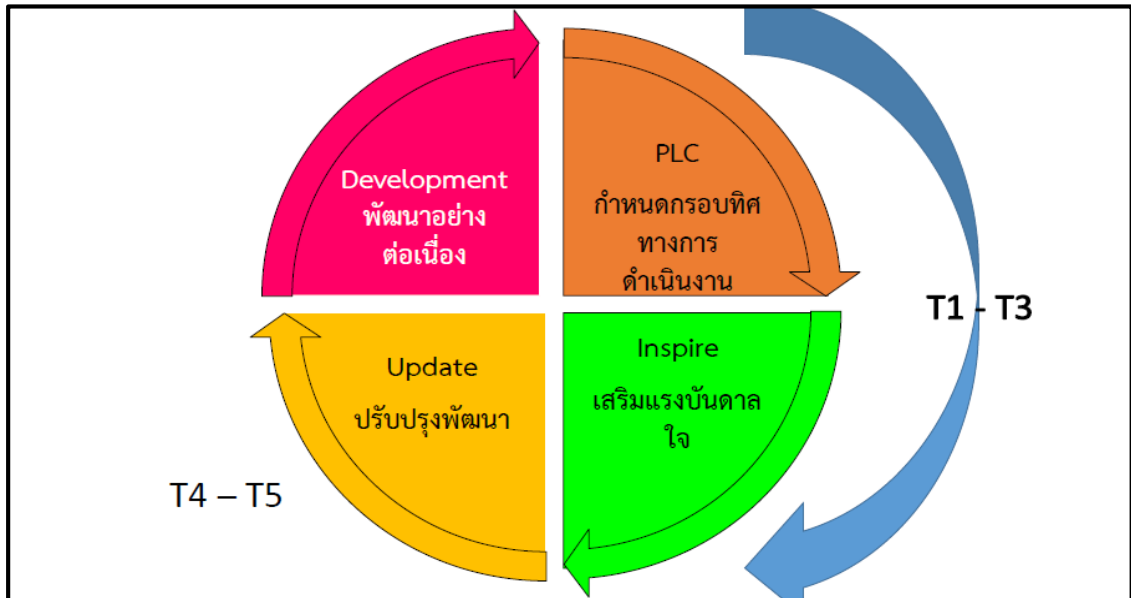 Development
พัฒนาอย่าง
ต่อเนื่อง
PLC
กำหนดกรอบทิศ
ทางการ
ดำเนินงาน
T1 - T3
Update
ปรับปรุงพัฒนา
Inspire
เสริมแรงบันดาล
ใจ
T4 – T5